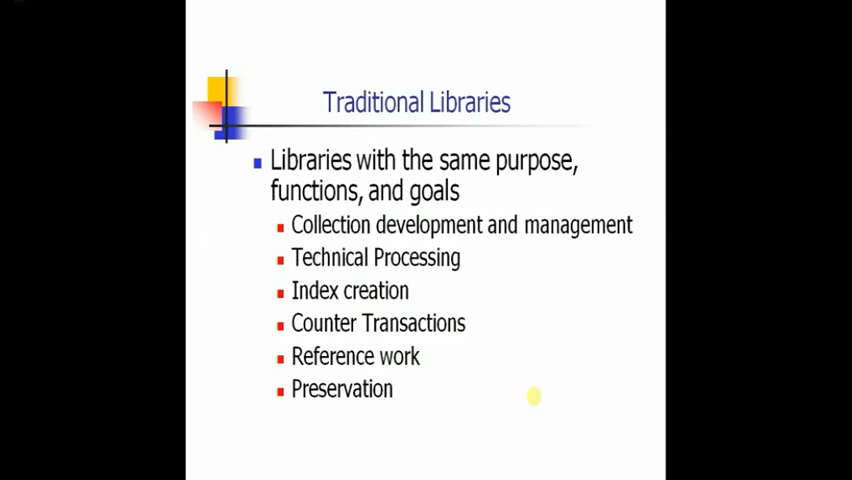 Traditional Libraries
Libraries with the same purpose,
functions, and goals
Collection development and management
Technical Processing
Index creation
Counter Transactions
Reference work
Preservation